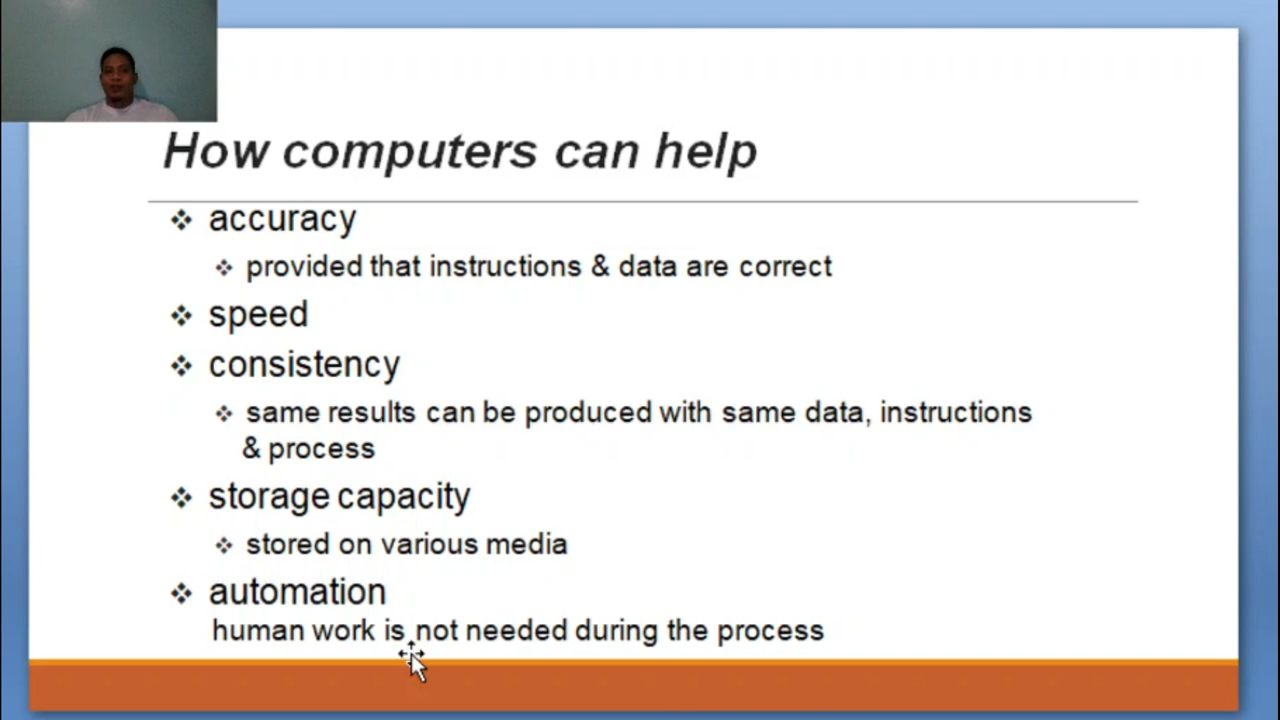 How computers can help
accuracy
provided that instructions & data are correct
speed
consistency
same results can be produced with same data, instructions
& process
storage capacity
stored on various media
automation
human work is not needed during the process